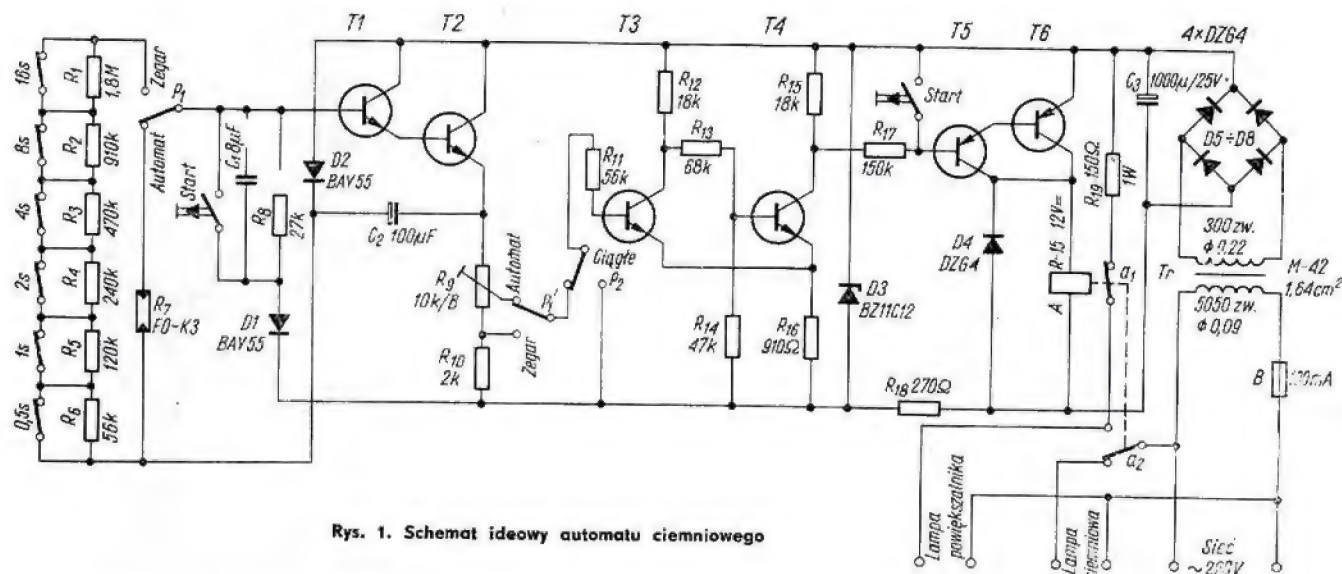 T1
T2
T3
T4
T5
T6
4×DZ64
16s
8s
4s
2s
1s
0,5s
R1
1,8M
R2
910k
R3
470k
R4
240k
R5
120k
R6
56k
Zegar
P1
Automat
R7
FO-K3
Start
C1 8µF
R8
27k
D1
BAY55
D2
BAY55
C2 100µF
R9
10k/B
R10
2k
Automat
P1'
Zegar
Ciągłe
P2
R11
56k
R12
18k
R13
68k
R14
47k
R15
18k
R16
910Ω
R17
150k
D3
BZ11C12
Start
R18 270Ω
D4
DZ64
A
R-15 12V=
R19 150Ω
1W
a1
a2
C3
1000µ/25V
D5÷D8
300 zw.
ϕ 0,22
Tr
M-42
1,64cm²
5050 zw.
ϕ 0,09
B
Lampa
powiększalnika
Lampa
ciemniowa
Sieć
Rys. 1. Schemat ideowy automatu ciemniowego